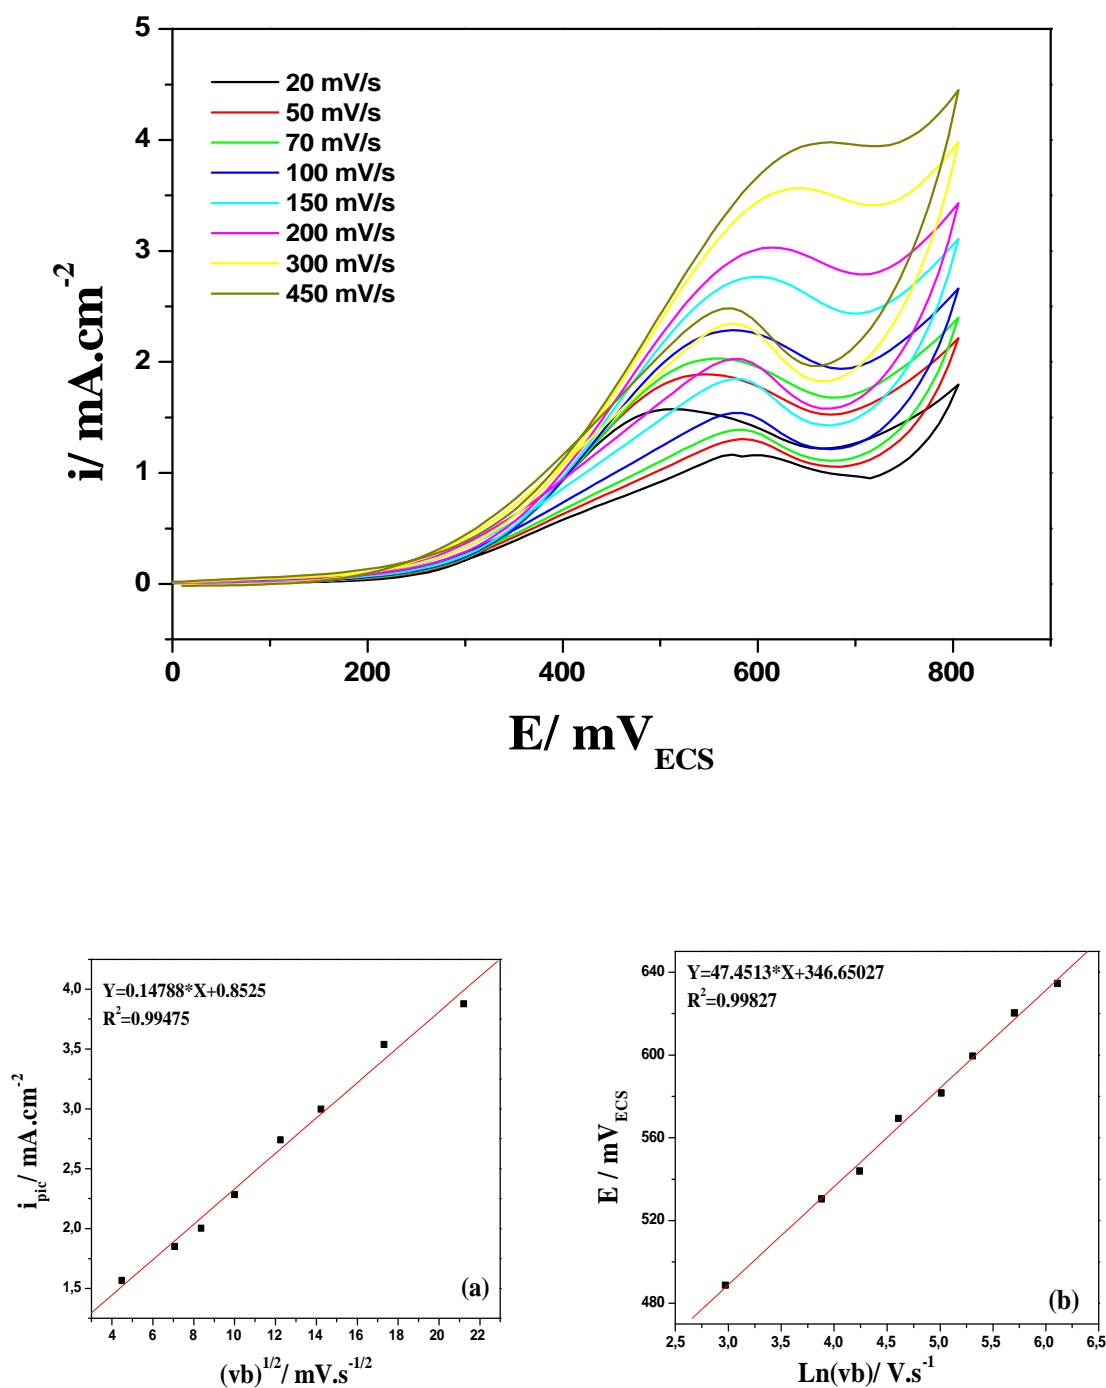 5
4
3
2
1
0
i/ mA.cm-2
20 mV/s
50 mV/s
70 mV/s
100 mV/s
150 mV/s
200 mV/s
300 mV/s
450 mV/s
0 200 400 600 800
E/ mVECS
4,0
3,5
3,0
2,5
2,0
1,5
ipic/ mA.cm-2
Y=0.14788*X+0.8525
R2=0.99475
(a)
4 6 8 10 12 14 16 18 20 22
(vb)1/2/ mV.s-1/2
640
600
560
520
480
E / mVECS
Y=47.4513*X+346.65027
R2=0.99827
(b)
2,5 3,0 3,5 4,0 4,5 5,0 5,5 6,0 6,5
Ln(vb)/ V.s-1